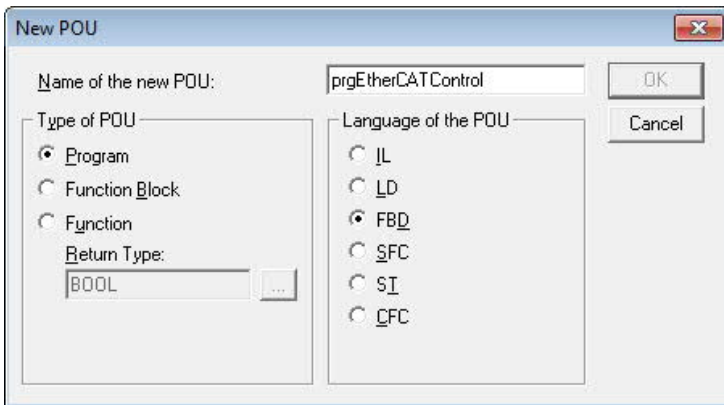 New POU
Name of the new POU:
prgEtherCATControl
OK
Cancel
Type of POU
Program
Function Block
Function
Return Type:
BOOL
...
Language of the POU
IL
LD
FBD
SFC
ST
CFC